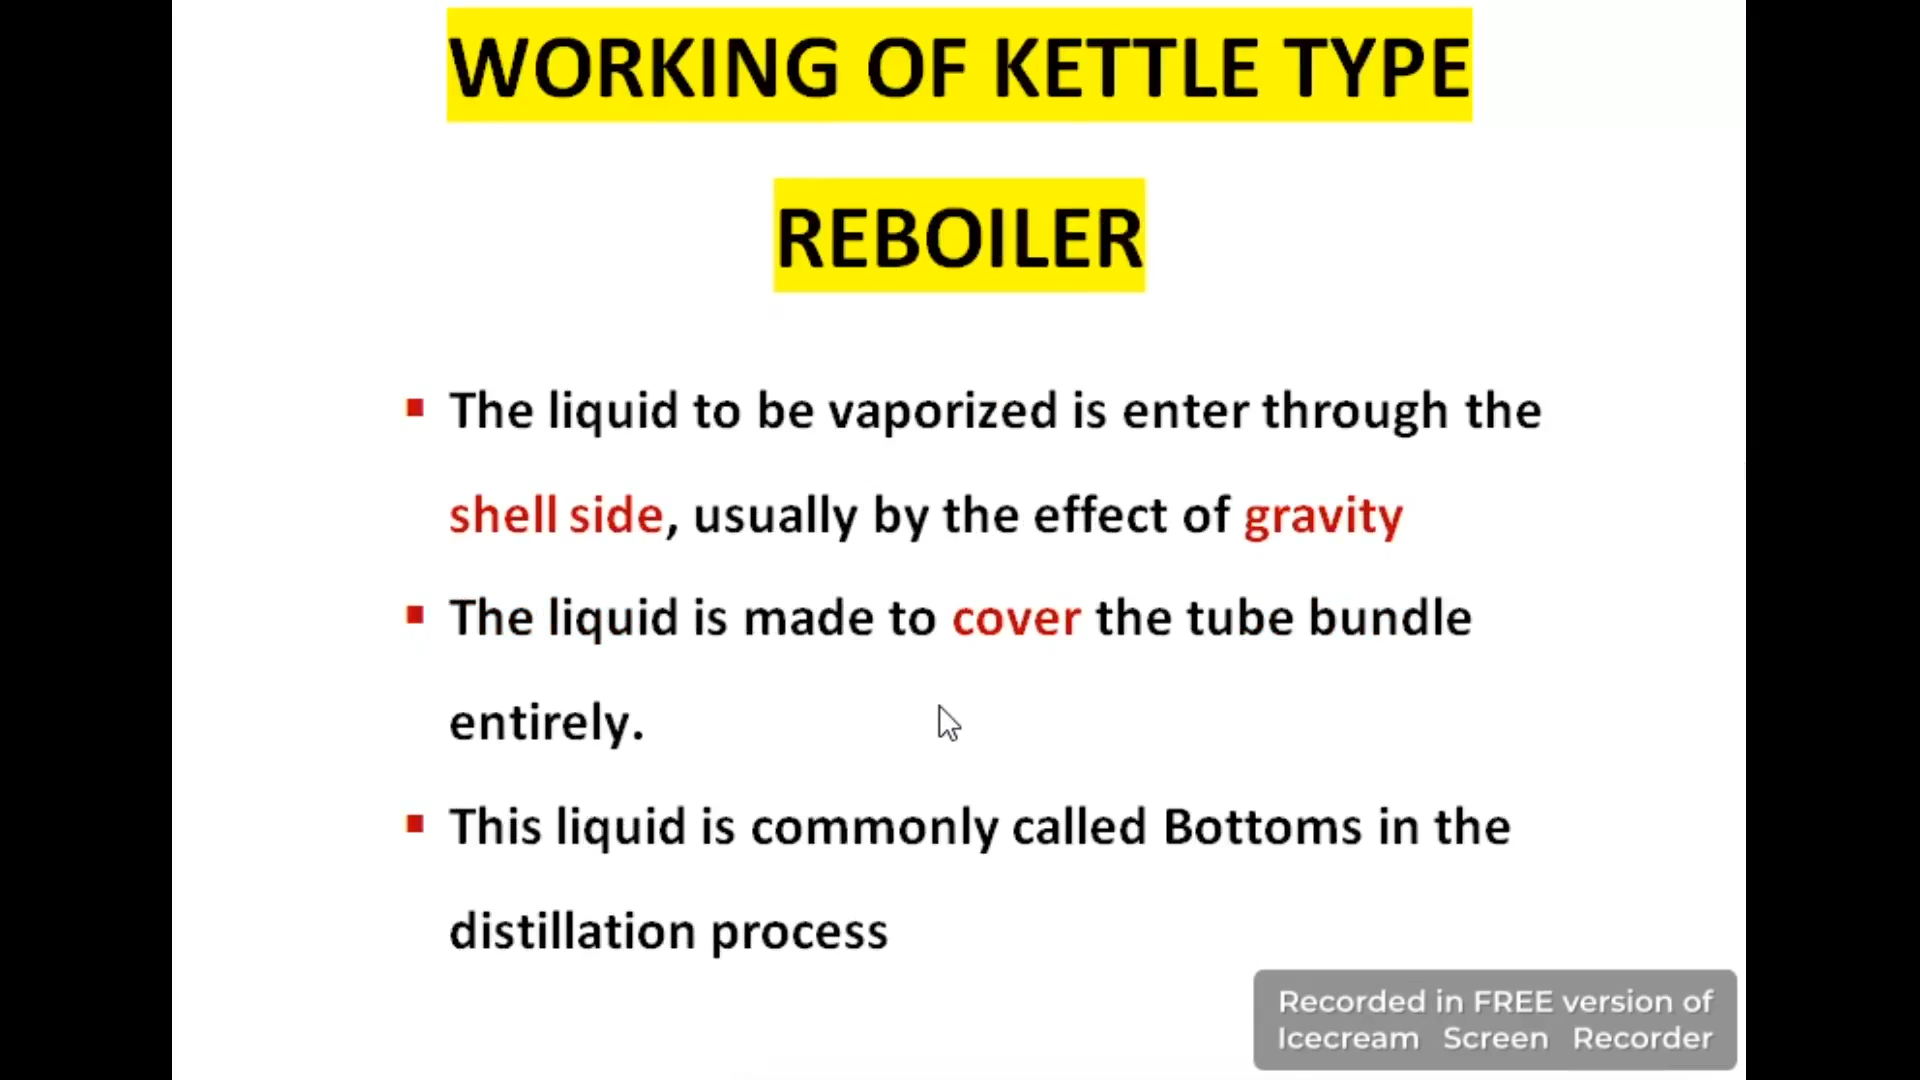 WORKING OF KETTLE TYPE
REBOILER
The liquid to be vaporized is enter through the
shell side, usually by the effect of gravity
The liquid is made to cover the tube bundle
entirely.
This liquid is commonly called Bottoms in the
distillation process
Recorded in FREE version of
Icecream Screen Recorder